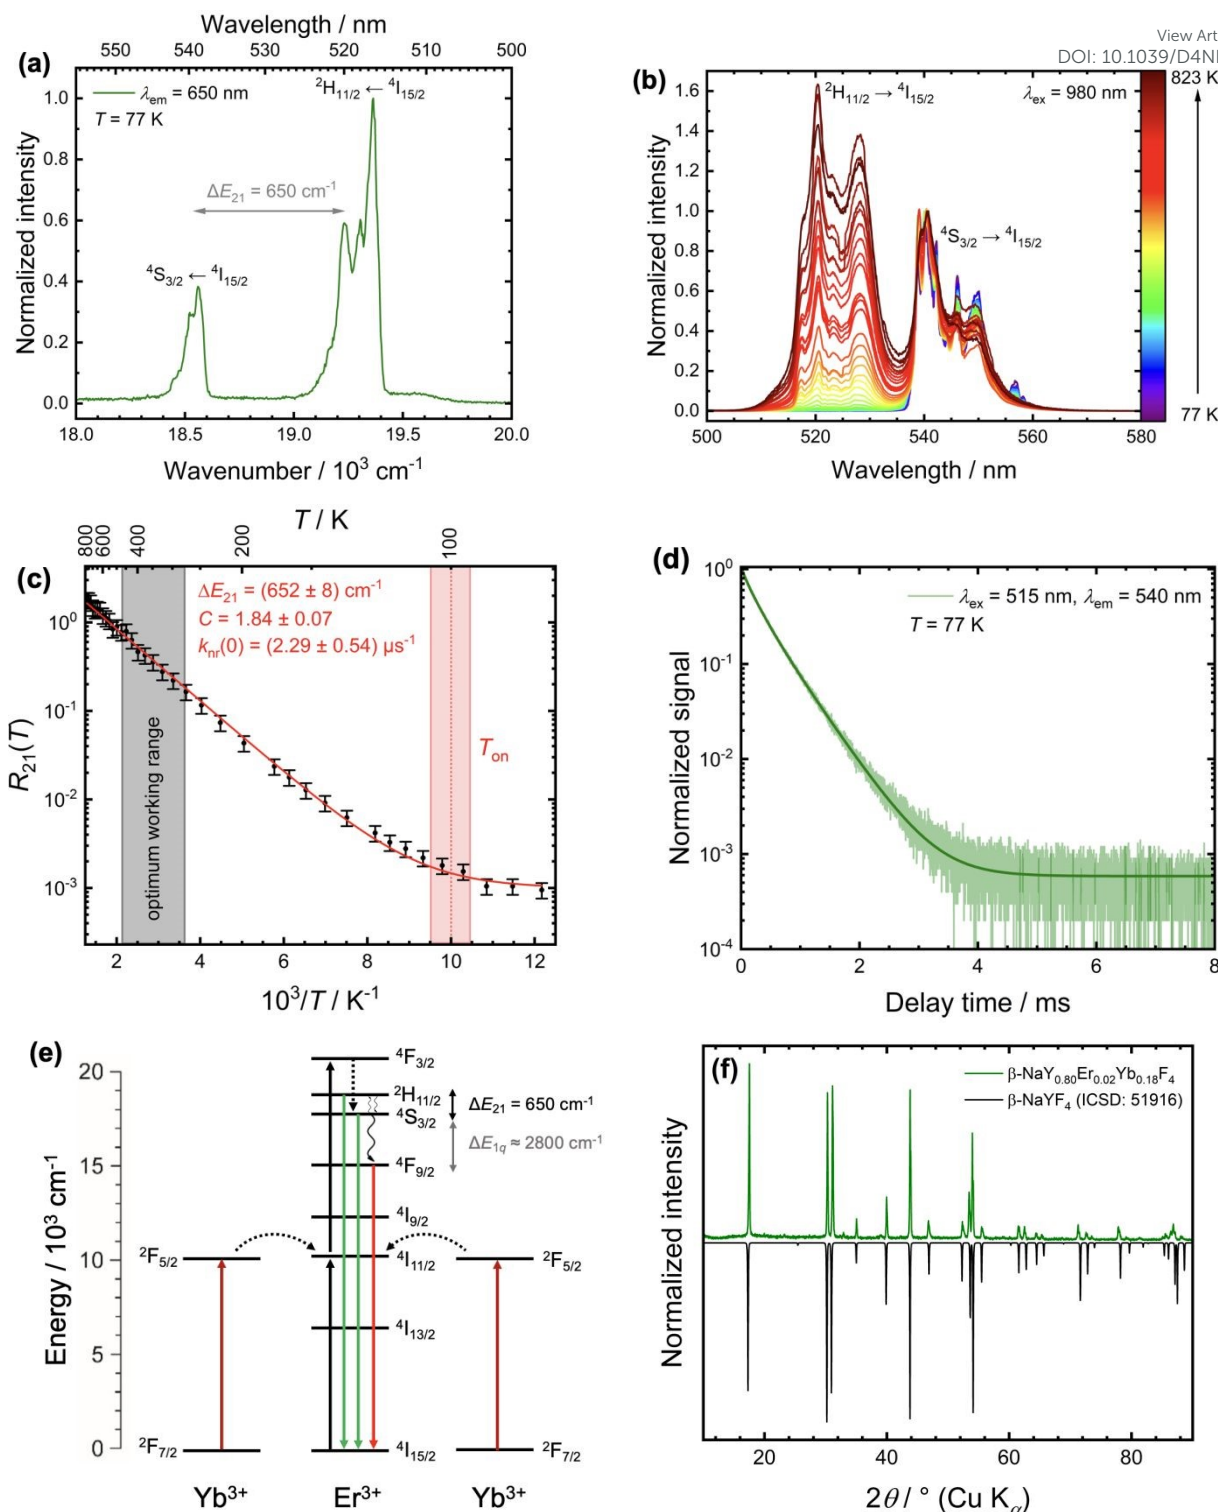 View Art
DOI: 10.1039/D4NI
(a)
Wavelength / nm
550 540 530 520 510 500
λem = 650 nm
T = 77 K
²H₁₁/₂ ← ⁴I₁₅/₂
ΔE₂₁ = 650 cm⁻¹
⁴S₃/₂ ← ⁴I₁₅/₂
Normalized intensity
1.0
0.8
0.6
0.4
0.2
0.0
18.0 18.5 19.0 19.5 20.0
Wavenumber / 10³ cm⁻¹
(b)
²H₁₁/₂ → ⁴I₁₅/₂
λex = 980 nm
823 K
⁴S₃/₂ → ⁴I₁₅/₂
77 K
Normalized intensity
1.6
1.4
1.2
1.0
0.8
0.6
0.4
0.2
0.0
500 520 540 560 580
Wavelength / nm
(c)
T / K
800 600 400 200 100
ΔE₂₁ = (652 ± 8) cm⁻¹
C = 1.84 ± 0.07
knr(0) = (2.29 ± 0.54) μs⁻¹
Ton
optimum working range
R₂₁(T)
10⁰
10⁻¹
10⁻²
10⁻³
2 4 6 8 10 12
10³/T / K⁻¹
(d)
λex = 515 nm, λem = 540 nm
T = 77 K
Normalized signal
10⁰
10⁻¹
10⁻²
10⁻³
10⁻⁴
0 2 4 6 8
Delay time / ms
(e)
Energy / 10³ cm⁻¹
20
15
10
5
0
⁴F₃/₂
²H₁₁/₂
⁴S₃/₂
ΔE₂₁ = 650 cm⁻¹
ΔE₁q ≈ 2800 cm⁻¹
⁴F₉/₂
⁴I₉/₂
²F₅/₂ ⁴I₁₁/₂ ²F₅/₂
⁴I₁₃/₂
²F₇/₂ ⁴I₁₅/₂ ²F₇/₂
Yb³⁺ Er³⁺ Yb³⁺
(f)
β-NaY₀.₈₀Er₀.₀₂Yb₀.₁₈F₄
β-NaYF₄ (ICSD: 51916)
Normalized intensity
20 40 60 80
2θ / ° (Cu Kα)